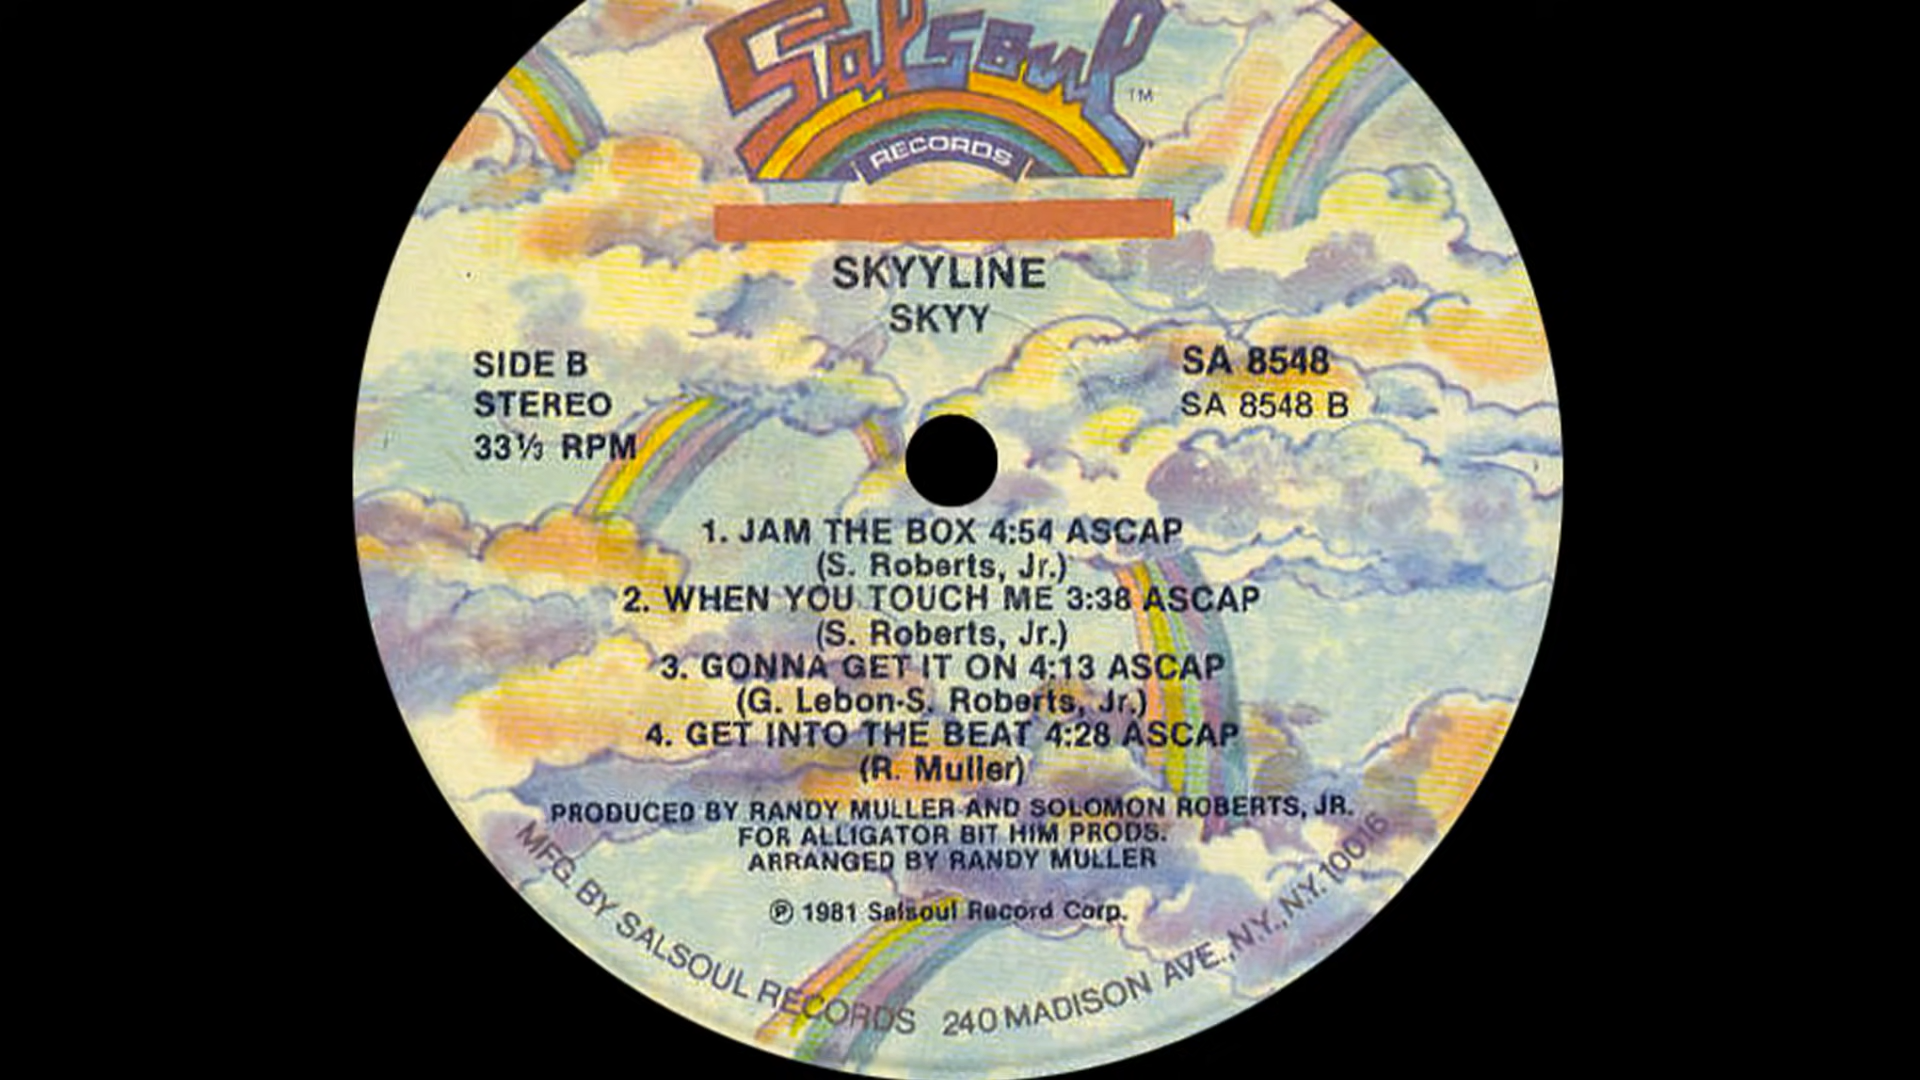 Salsoul
TM
RECORDS
SKYYLINE
SKYY
SIDE B
STEREO
33⅓ RPM
SA 8548
SA 8548 B
1. JAM THE BOX 4:54 ASCAP
(S. Roberts, Jr.)
2. WHEN YOU TOUCH ME 3:38 ASCAP
(S. Roberts, Jr.)
3. GONNA GET IT ON 4:13 ASCAP
(G. Lebon-S. Roberts, Jr.)
4. GET INTO THE BEAT 4:28 ASCAP
(R. Muller)
PRODUCED BY RANDY MULLER AND SOLOMON ROBERTS, JR.
FOR ALLIGATOR BIT HIM PRODS.
ARRANGED BY RANDY MULLER
℗ 1981 Salsoul Record Corp.
MFG. BY SALSOUL RECORDS 240 MADISON AVE., N.Y., N.Y. 10016